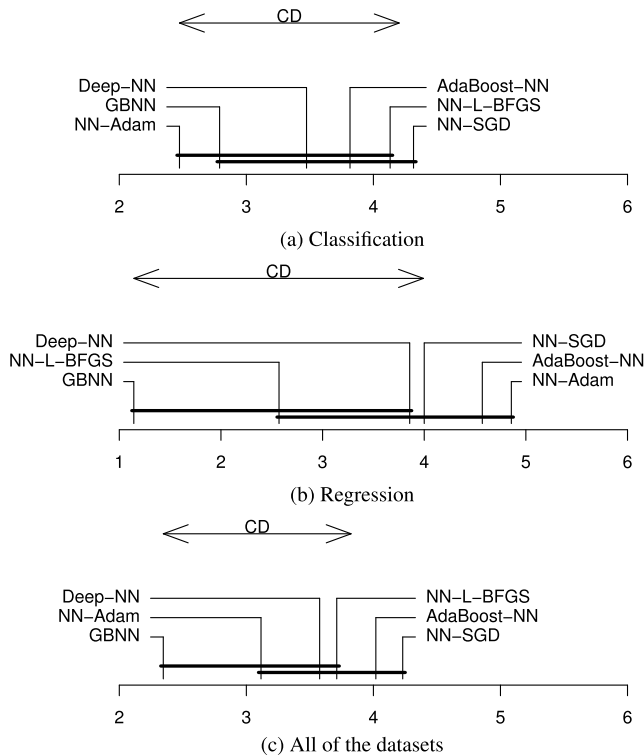 CD
Deep−NN AdaBoost−NN
GBNN NN−L−BFGS
NN−Adam NN−SGD
2 3 4 5 6
(a) Classification
CD
Deep−NN NN−SGD
NN−L−BFGS AdaBoost−NN
GBNN NN−Adam
1 2 3 4 5 6
(b) Regression
CD
Deep−NN NN−L−BFGS
NN−Adam AdaBoost−NN
GBNN NN−SGD
2 3 4 5 6
(c) All of the datasets